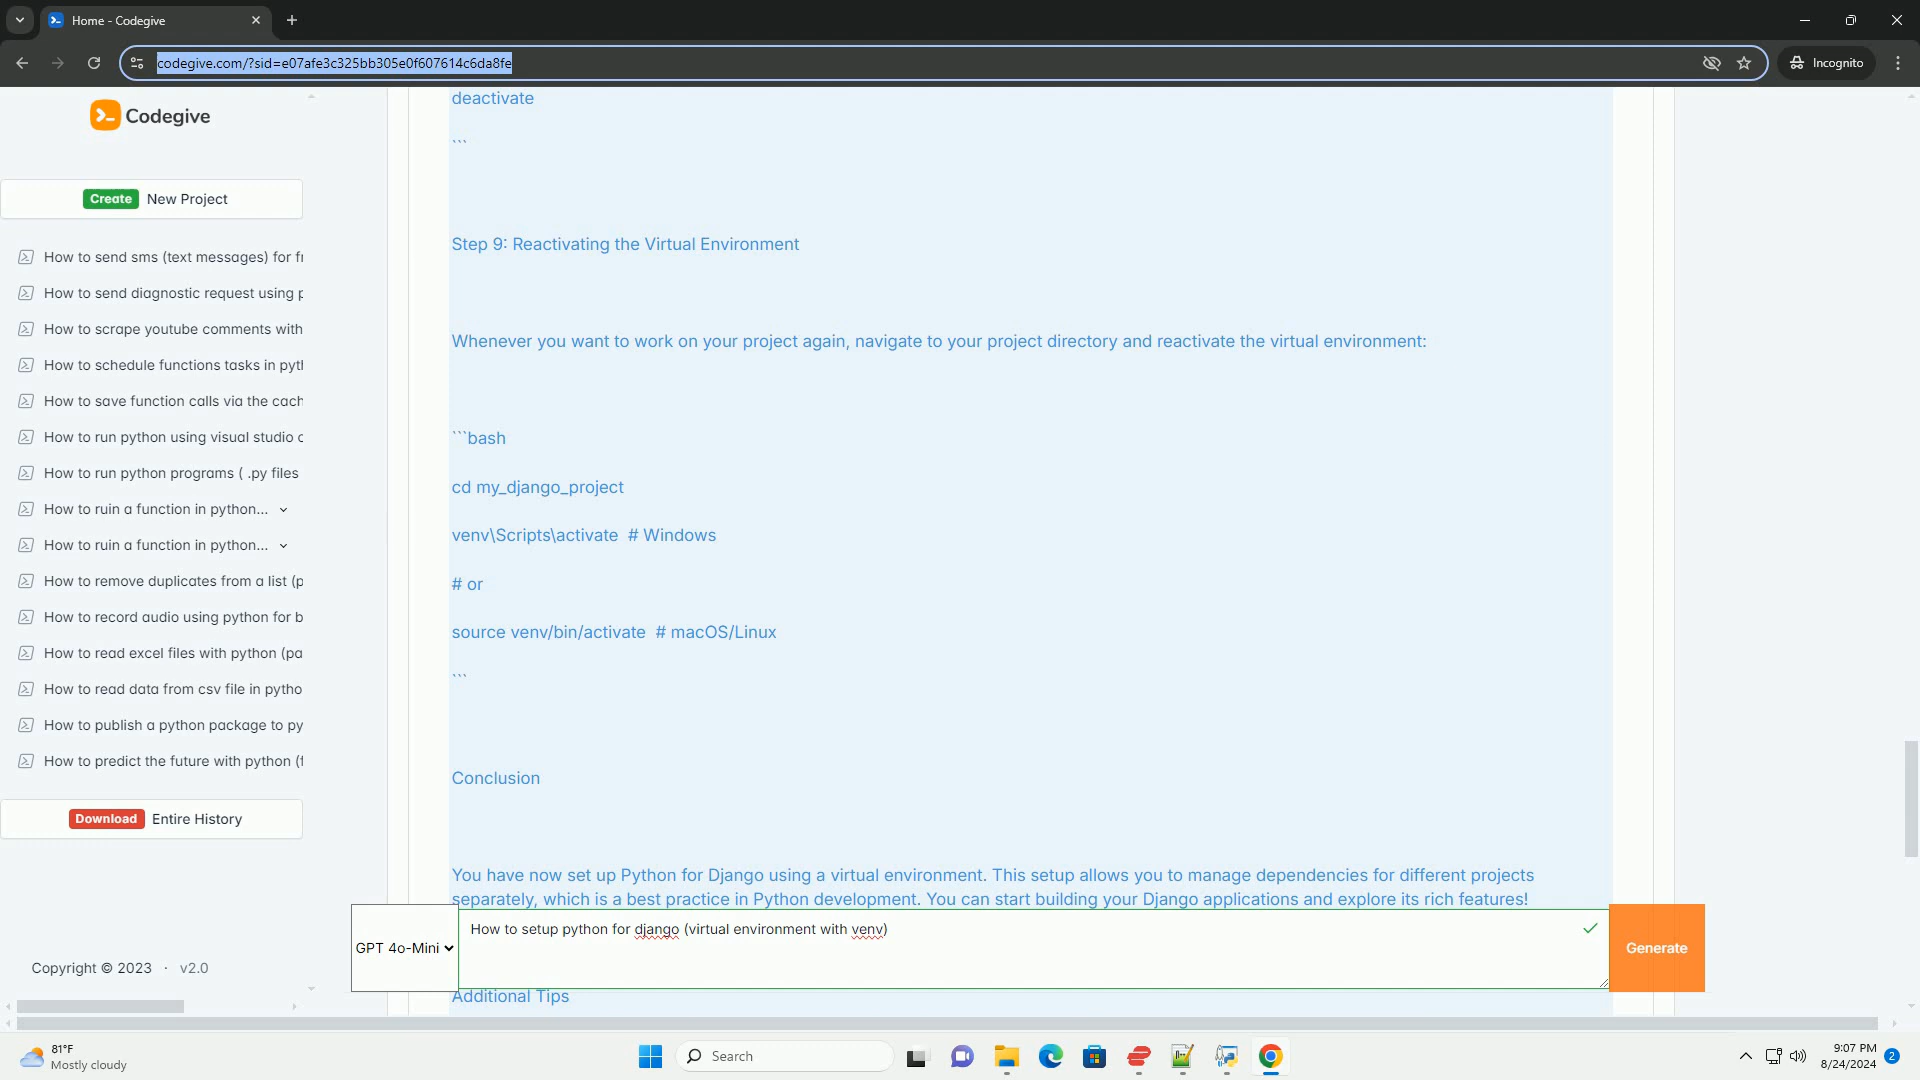 Home - Codegive
codegive.com/?sid=e07afe3c325bb305e0f607614c6da8fe
Incognito
Codegive
Create New Project
How to send sms (text messages) for fr
How to send diagnostic request using p
How to scrape youtube comments with
How to schedule functions tasks in pyth
How to save function calls via the cach
How to run python using visual studio c
How to run python programs ( .py files
How to ruin a function in python...
How to ruin a function in python...
How to remove duplicates from a list (p
How to record audio using python for b
How to read excel files with python (pa
How to read data from csv file in pytho
How to publish a python package to py
How to predict the future with python (f
Download Entire History
Copyright © 2023 · v2.0
deactivate
```
Step 9: Reactivating the Virtual Environment
Whenever you want to work on your project again, navigate to your project directory and reactivate the virtual environment:
```bash
cd my_django_project
venv\Scripts\activate # Windows
# or
source venv/bin/activate # macOS/Linux
```
Conclusion
You have now set up Python for Django using a virtual environment. This setup allows you to manage dependencies for different projects
separately, which is a best practice in Python development. You can start building your Django applications and explore its rich features!
GPT 4o-Mini
How to setup python for django (virtual environment with venv)
Generate
Additional Tips
81°F
Mostly cloudy
Search
9:07 PM
8/24/2024
2